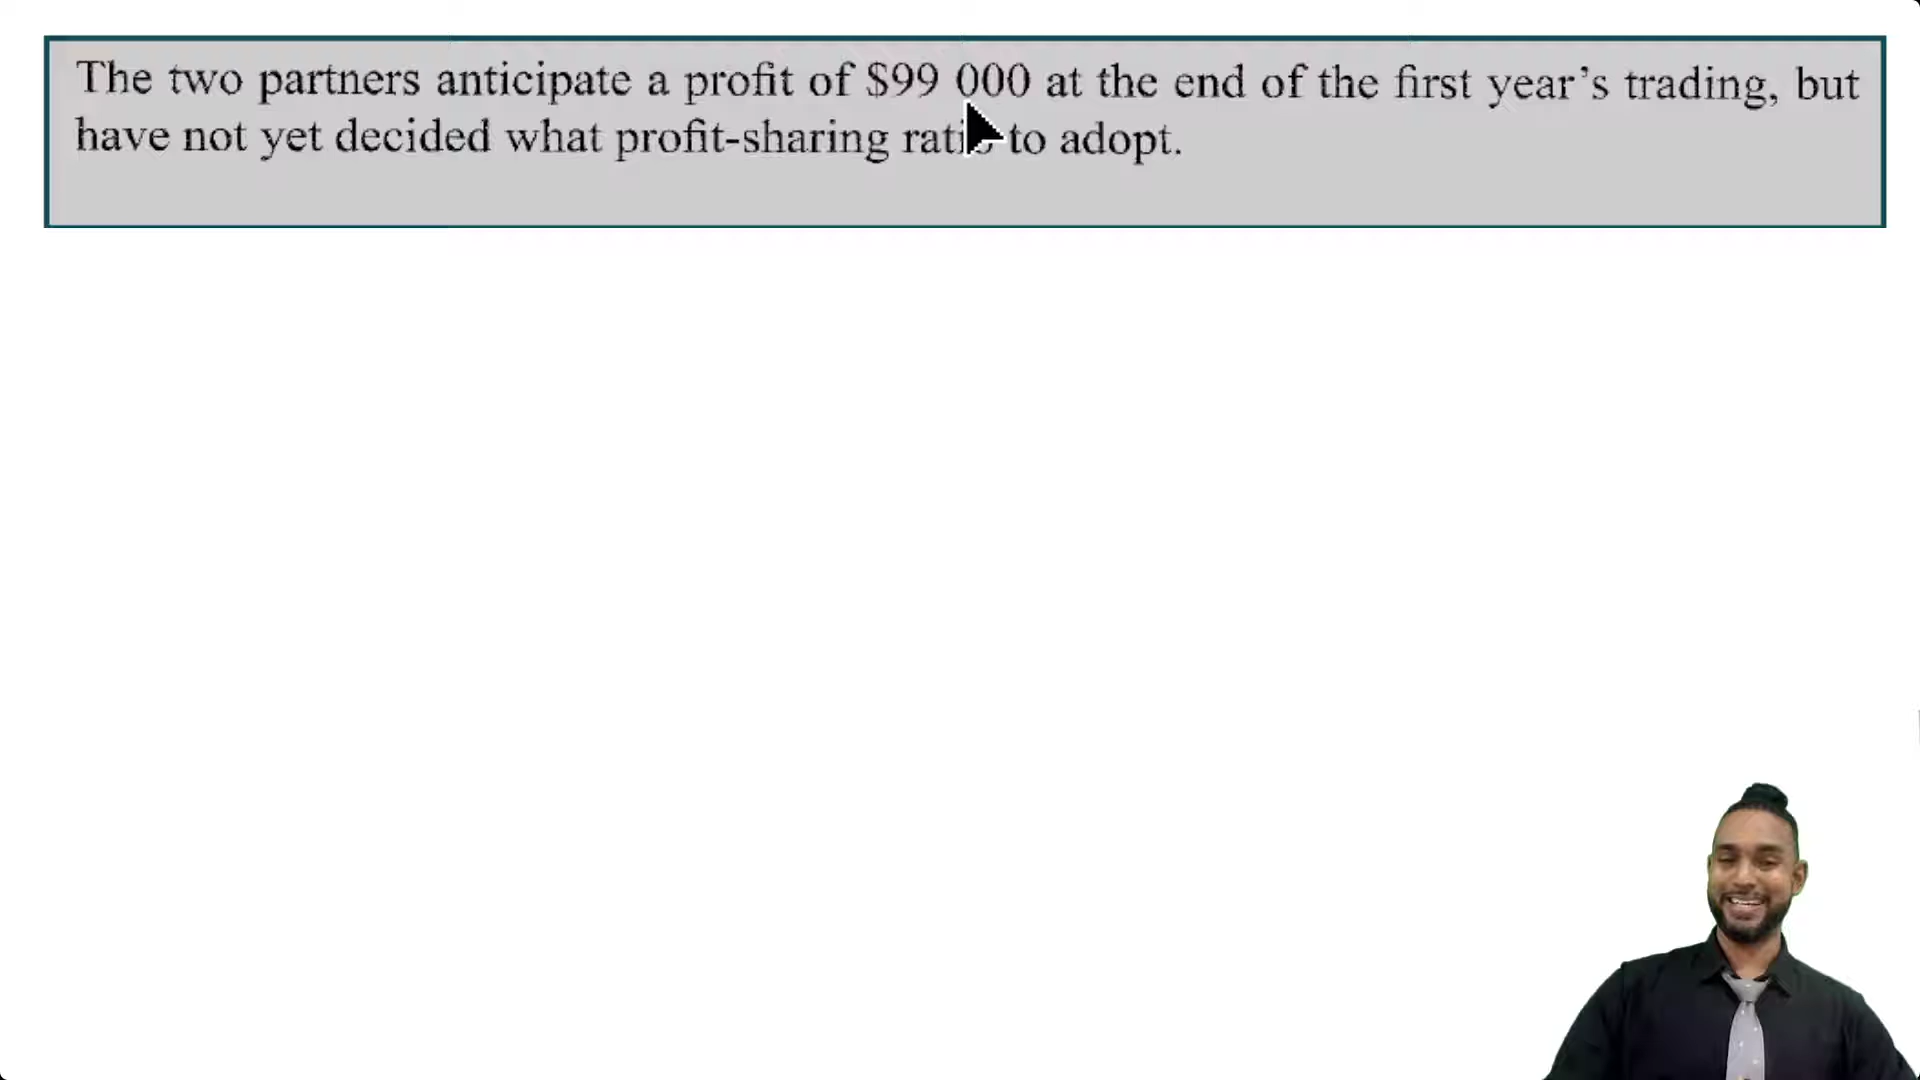 The two partners anticipate a profit of $99 000 at the end of the first year’s trading, but
have not yet decided what profit-sharing ratio to adopt.